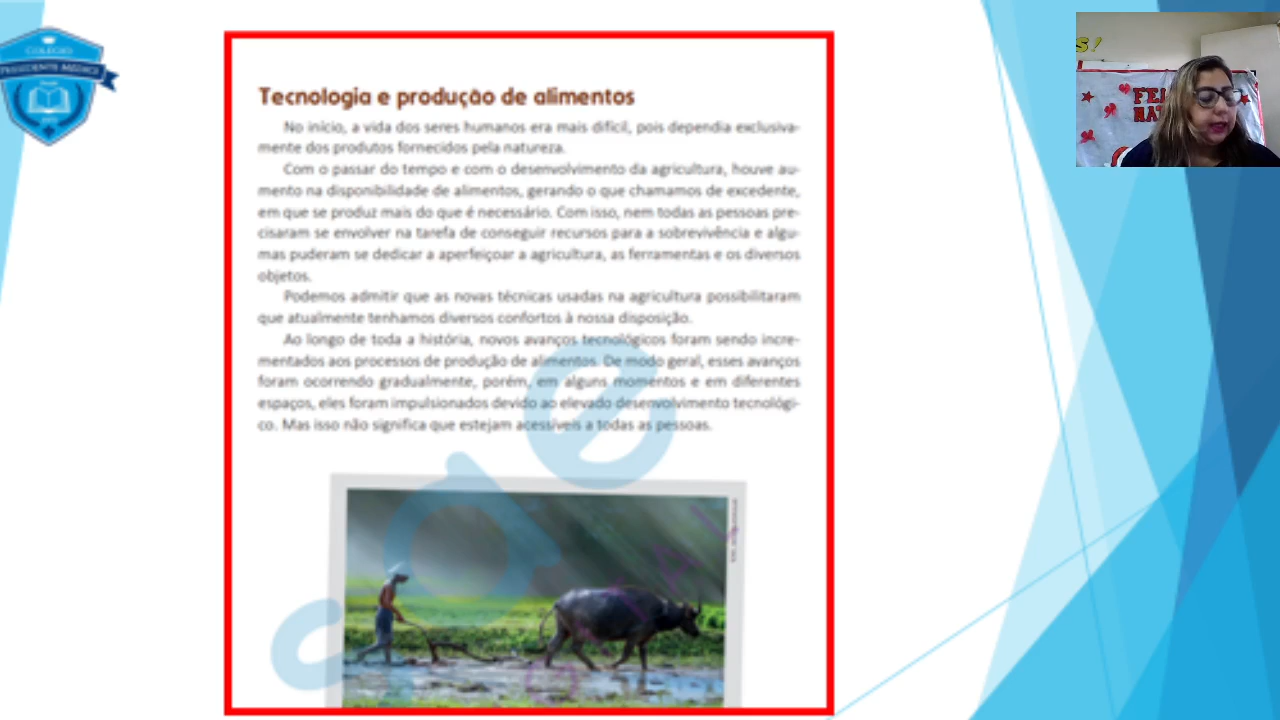 COLÉGIO
PRESIDENTE MÉDICI
S!
FEL
NA
Tecnologia e produção de alimentos
No início, a vida dos seres humanos era mais difícil, pois dependia exclusiva-
mente dos produtos fornecidos pela natureza.
Com o passar do tempo e com o desenvolvimento da agricultura, houve au-
mento na disponibilidade de alimentos, gerando o que chamamos de excedente,
em que se produz mais do que é necessário. Com isso, nem todas as pessoas pre-
cisaram se envolver na tarefa de conseguir recursos para a sobrevivência e algu-
mas puderam se dedicar a aperfeiçoar a agricultura, as ferramentas e os diversos
objetos.
Podemos admitir que as novas técnicas usadas na agricultura possibilitaram
que atualmente tenhamos diversos confortos à nossa disposição.
Ao longo de toda a história, novos avanços tecnológicos foram sendo incre-
mentados aos processos de produção de alimentos. De modo geral, esses avanços
foram ocorrendo gradualmente, porém, em alguns momentos e em diferentes
espaços, eles foram impulsionados devido ao elevado desenvolvimento tecnológi-
co. Mas isso não significa que estejam acessíveis a todas as pessoas.
sae